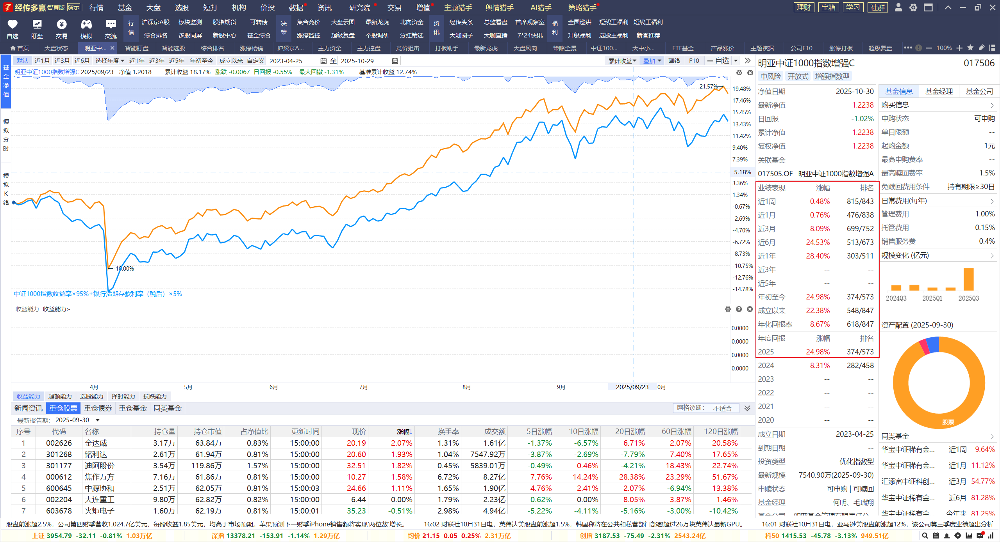 经传多赢 智尊版 演示 行情 基金 大盘 选股 短打 机构 价投 数据 资讯 研究院 交易 增值 主题猎手 舆情猎手 AI猎手 策略猎手 理财 宝箱 学习 社群
自选 盯盘 交易 模拟 交流
行情 沪深京A股 板块监测 股指期货 可转债 决策 集合竞价 大盘云图 最新龙虎 北向资金 资讯 经传头条 总监看盘 首席观察室 福利 全国巡讲 短线王福利 短线王福利
综合排名 多股同屏 新股中心 基金综合 涨停监控 超级复盘 个股调研 分红精选 大咖圈子 大咖直播 7*24快讯 升级福利 选股王福利 新客推荐
首页 大盘状态 明亚中... 智能盯盘 智能选股 综合排名 涨停棱镜 沪深京A... 主力资金 主力控盘 竞价狙击 打板助手 最新龙虎 大盘风向 策略全景 中证100... 大中小... ETF基金 产品涨价 主题挖掘 公司F10 涨停打板 超级复盘 100%
基金净值
模拟分时
模拟K线
默认 近1月 近3月 近6月 选择年度 近1年 近3年 近5年 年初至今 成立以来 自定义 2023-04-25 至 2025-10-29 累计收益 叠加 画线 F10 自选
明亚中证1000指数增强C 2025/09/23 净值 1.2018 累计收益 18.17% 涨跌 -0.0067 日回报 -0.55% 最大回撤 -1.31% 基准累计收益 12.74%
21.57%
19.48%
17.46%
15.45%
13.43%
11.42%
9.40%
7.39%
5.18%
3.36%
1.34%
-0.67%
-2.69%
-4.70%
-6.72%
-8.73%
-10.75%
-12.76%
-14.78%
-10.00%
中证1000指数收益率×95%+银行活期存款利率（税后）×5%
收益能力 收益能力:-
0.0000
0.0000
0.0000
0.0000
4月 5月 6月 7月 8月 9月 2025/09/23 0月
收益能力 超额能力 选股能力 择时能力 抗跌能力
新闻资讯 重仓股票 重仓债券 重仓基金 同类基金 网格诊断: 不适合
最新报告期: 2025-09-30
序号 代码 名称 持仓量 持仓市值 占净值比 更新时间 现价 涨幅↓ 换手率 成交额 5日涨幅 10日涨幅 20日涨幅 60日涨幅 120日涨幅
1 002626 金达威 3.17万 63.84万 0.83% 15:00:00 20.19 2.07% 1.31% 1.61亿 -1.37% -6.57% 6.71% 2.07% 20.58%
2 301268 铭利达 2.61万 61.94万 0.81% 15:00:00 20.60 1.93% 1.04% 7547.92万 -3.87% -2.69% -7.79% 7.40% 17.65%
3 301177 迪阿股份 3.54万 119.86万 1.57% 15:00:00 32.51 1.82% 0.45% 5839.01万 -0.49% 0.46% -4.21% 18.43% 22.74%
4 000612 焦作万方 7.16万 61.86万 0.81% 15:00:00 10.27 1.58% 6.72% 8.27亿 7.76% 14.24% 28.38% 23.29% 51.67%
5 600645 中源协和 2.51万 62.05万 0.81% 15:00:03 24.66 1.11% 1.65% 1.90亿 4.76% 2.41% 2.07% -6.94% 13.38%
6 002204 大连重工 9.80万 62.82万 0.82% 15:00:00 6.44 0.00% 1.79% 2.23亿 -0.62% 0.00% 8.05% 3.87% 1.46%
7 603678 火炬电子 1.60万 62.19万 0.81% 15:00:01 35.23 -0.51% 2.98% 4.94亿 -5.22% -4.11% -5.16% -3.00% -10.42%
明亚中证1000指数增强C 017506
中风险 开放式 增强指数型
净值日期 2025-10-30
最新净值 1.2238
日回报 -1.02%
累计净值 1.2238
复权净值 1.2238
关联基金
017505.OF 明亚中证1000指数增强A
业绩表现 涨幅 排名
近1周 0.48% 815/843
近1月 0.76% 476/838
近3月 8.09% 699/752
近6月 24.53% 513/673
近1年 28.40% 303/511
近3年 -- --
近5年 -- --
年初至今 24.98% 374/573
成立以来 22.38% 548/847
年化回报率 8.67% 618/847
年度回报 涨幅 排名
2025 24.98% 374/573
2024 8.31% 282/458
2023 -- --
2022 -- --
2021 -- --
2020 -- --
成立日期 2023-04-25
到期日期 --
投资类型 优化指数型
最新规模 7540.90万(2025-09-30)
申赎状态 可申购 | 可赎回
基金经理 何明、毛瑞翔
基金公司 明亚基金管理有限责任公
基金信息 基金经理 基金公司
购买信息
申购状态 可申购
单日限额 --
起购金额 1元
最高申购费率 --
最高赎回费率 1.5%
免赎回费用条件 持有期限≥30日
日常费用(每年)
管理费用 1.00%
托管费用 0.15%
销售服务费 0.4%
规模变化 (亿元)
2024Q3 2025Q1 2025Q3
资产配置 (2025-09-30)
股票
同类基金
华宝中证稀有金... 近1周 9.64%
华宝中证稀有金... 近1月 11.12%
汇添富中证科创... 近3月 54.77%
华宝中证稀有金... 近6月 81.28%
华宝中证稀有金 今年来 81.25%
股盘前涨超2.5%，公司第四财季营收1,024.7亿美元，每股收益1.85美元，均高于市场预期。苹果预测下一财季iPhone销售额将实现'两位数'增长。 16:02 财联社10月31日电，英伟达美股盘前涨超1.5%，韩国称将在公共和私营部门部署超过26万块英伟达最新GPU。 16:01 财联社10月31日电，亚马逊美股盘前涨超12%，该公司第三季度业绩超出分析
上证 3954.79 -32.11 -0.81% 1.03万亿 深指 13378.21 -153.91 -1.14% 1.29万亿 均价 21.15 0.05 0.25% 2.31万亿 创指 3187.53 -75.49 -2.31% 2543.24亿 科50 1415.53 -45.78 -3.13% 949.51亿